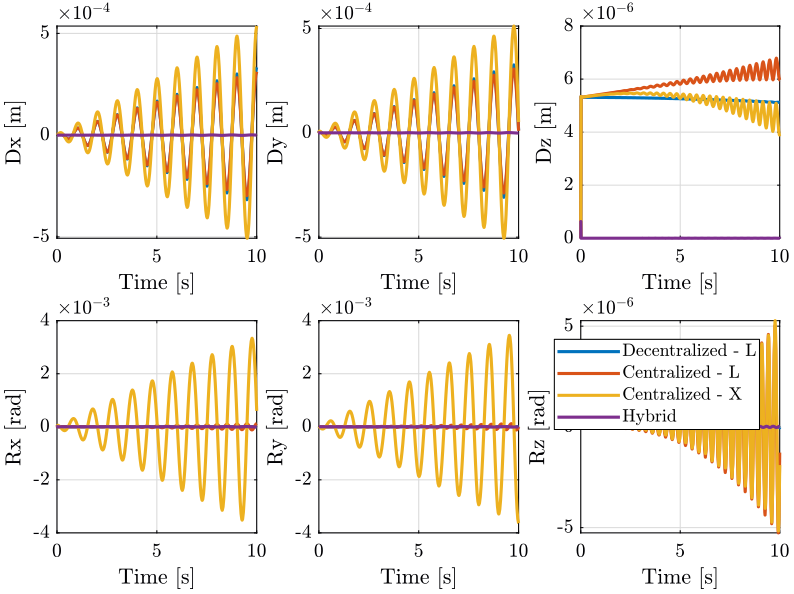 ×10⁻⁴
5
0
-5
Dx [m]
0
5
10
Time [s]
×10⁻⁴
5
0
-5
Dy [m]
0
5
10
Time [s]
×10⁻⁶
8
6
4
2
0
Dz [m]
0
5
10
Time [s]
×10⁻³
4
2
0
-2
-4
Rx [rad]
0
5
10
Time [s]
×10⁻³
4
2
0
-2
-4
Ry [rad]
0
5
10
Time [s]
×10⁻⁶
5
-5
Rz [rad]
0
5
10
Time [s]
Decentralized - L
Centralized - L
Centralized - X
Hybrid